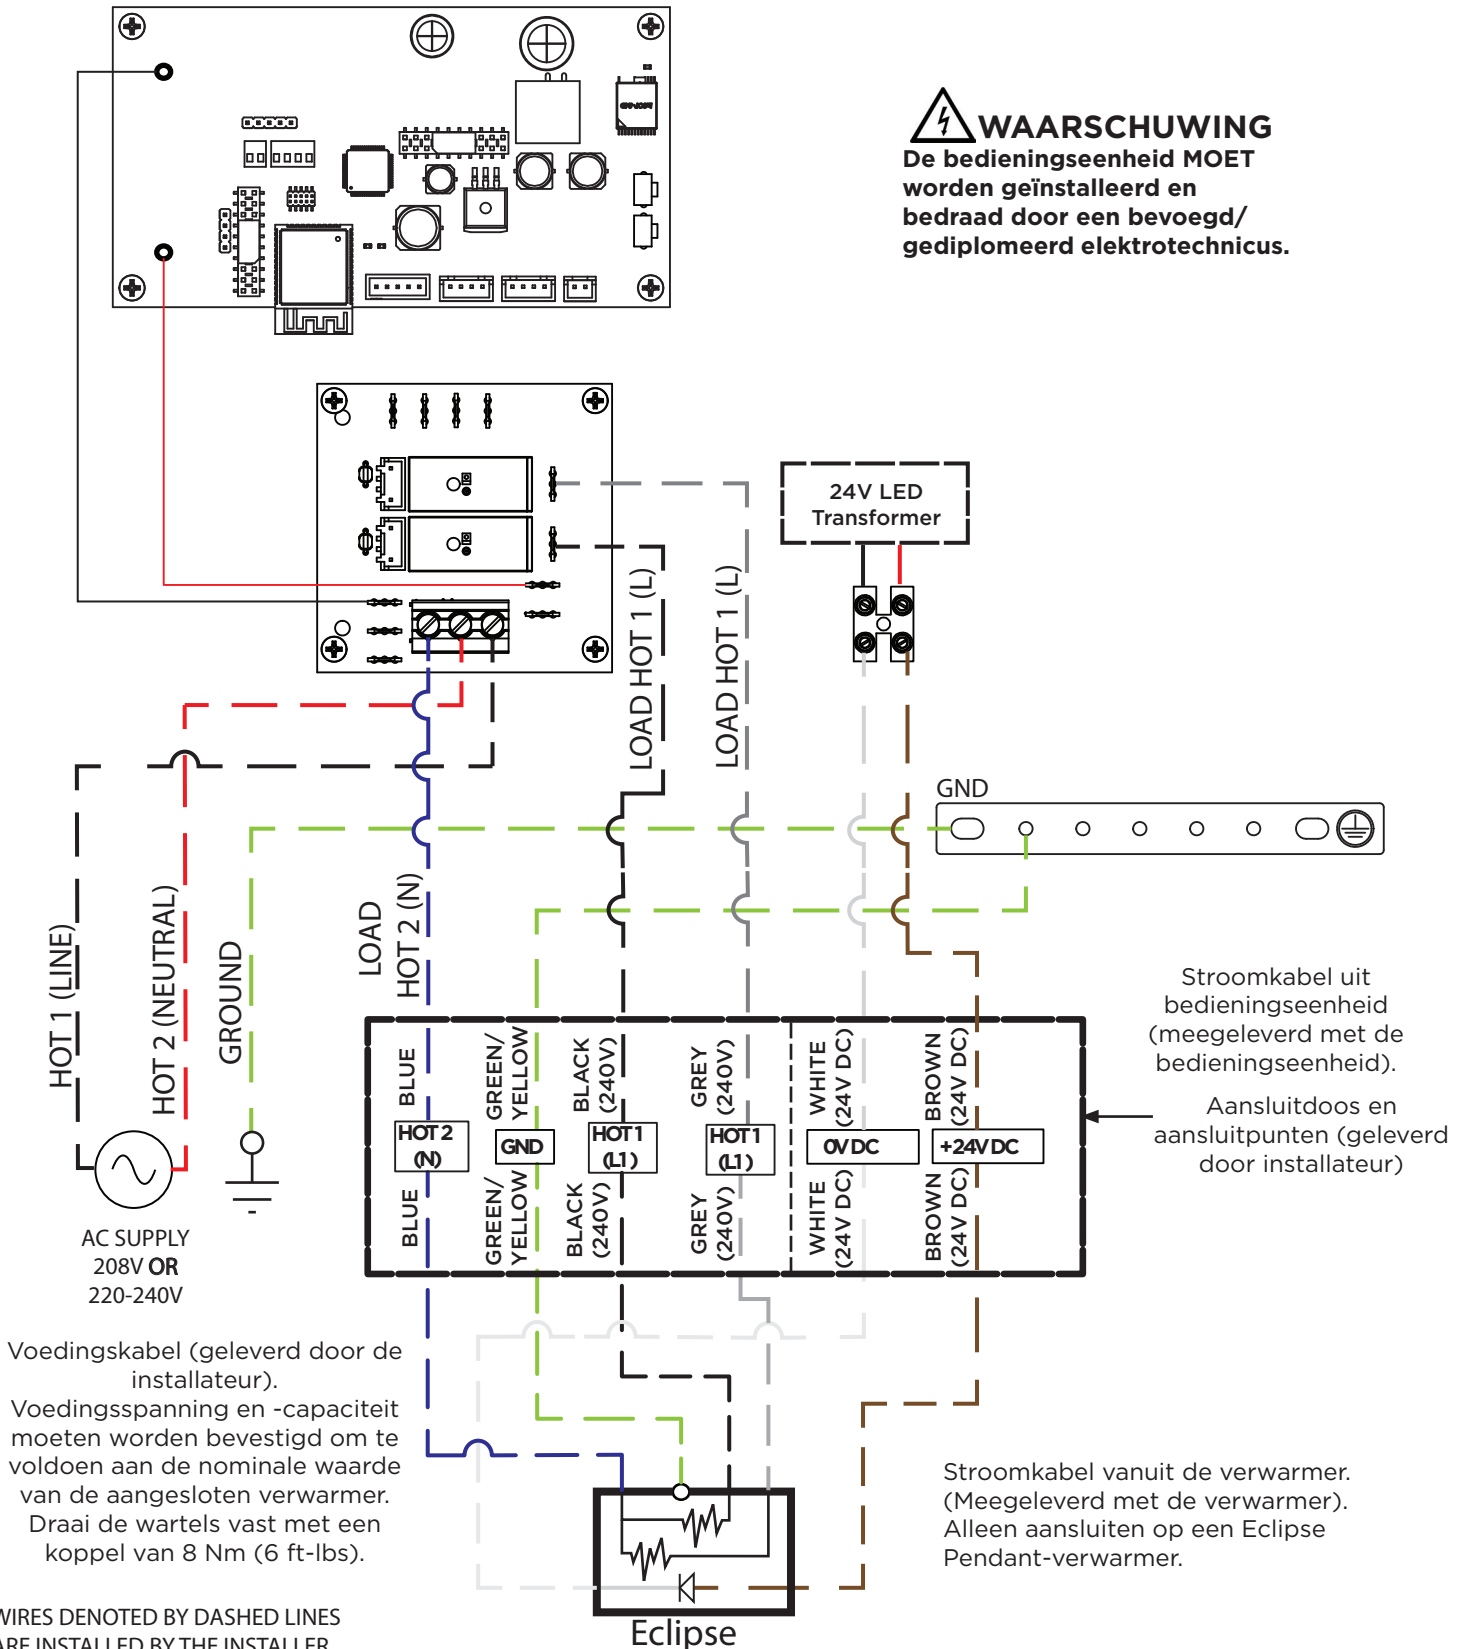 WAARSCHUWING
De bedieningseenheid MOET
worden geïnstalleerd en
bedraad door een bevoegd/
gediplomeerd elektrotechnicus.
24V LED
Transformer
LOAD HOT 1 (L)
LOAD HOT 1 (L)
GND
HOT 1 (LINE)
HOT 2 (NEUTRAL)
GROUND
LOAD
HOT 2 (N)
Stroomkabel uit
bedieningseenheid
(meegeleverd met de
bedieningseenheid).
Aansluitdoos en
aansluitpunten (geleverd
door installateur)
BLUE
GREEN/
YELLOW
BLACK
(240V)
GREY
(240V)
WHITE
(24V DC)
BROWN
(24V DC)
HOT 2
(N)
GND
HOT 1
(L1)
HOT 1
(L1)
0V DC
+24V DC
BLUE
GREEN/
YELLOW
BLACK
(240V)
GREY
(240V)
WHITE
(24V DC)
BROWN
(24V DC)
AC SUPPLY
208V OR
220-240V
Voedingskabel (geleverd door de
installateur).
Voedingsspanning en -capaciteit
moeten worden bevestigd om te
voldoen aan de nominale waarde
van de aangesloten verwarmer.
Draai de wartels vast met een
koppel van 8 Nm (6 ft-lbs).
Stroomkabel vanuit de verwarmer.
(Meegeleverd met de verwarmer).
Alleen aansluiten op een Eclipse
Pendant-verwarmer.
WIRES DENOTED BY DASHED LINES
ARE INSTALLED BY THE INSTALLER
Eclipse